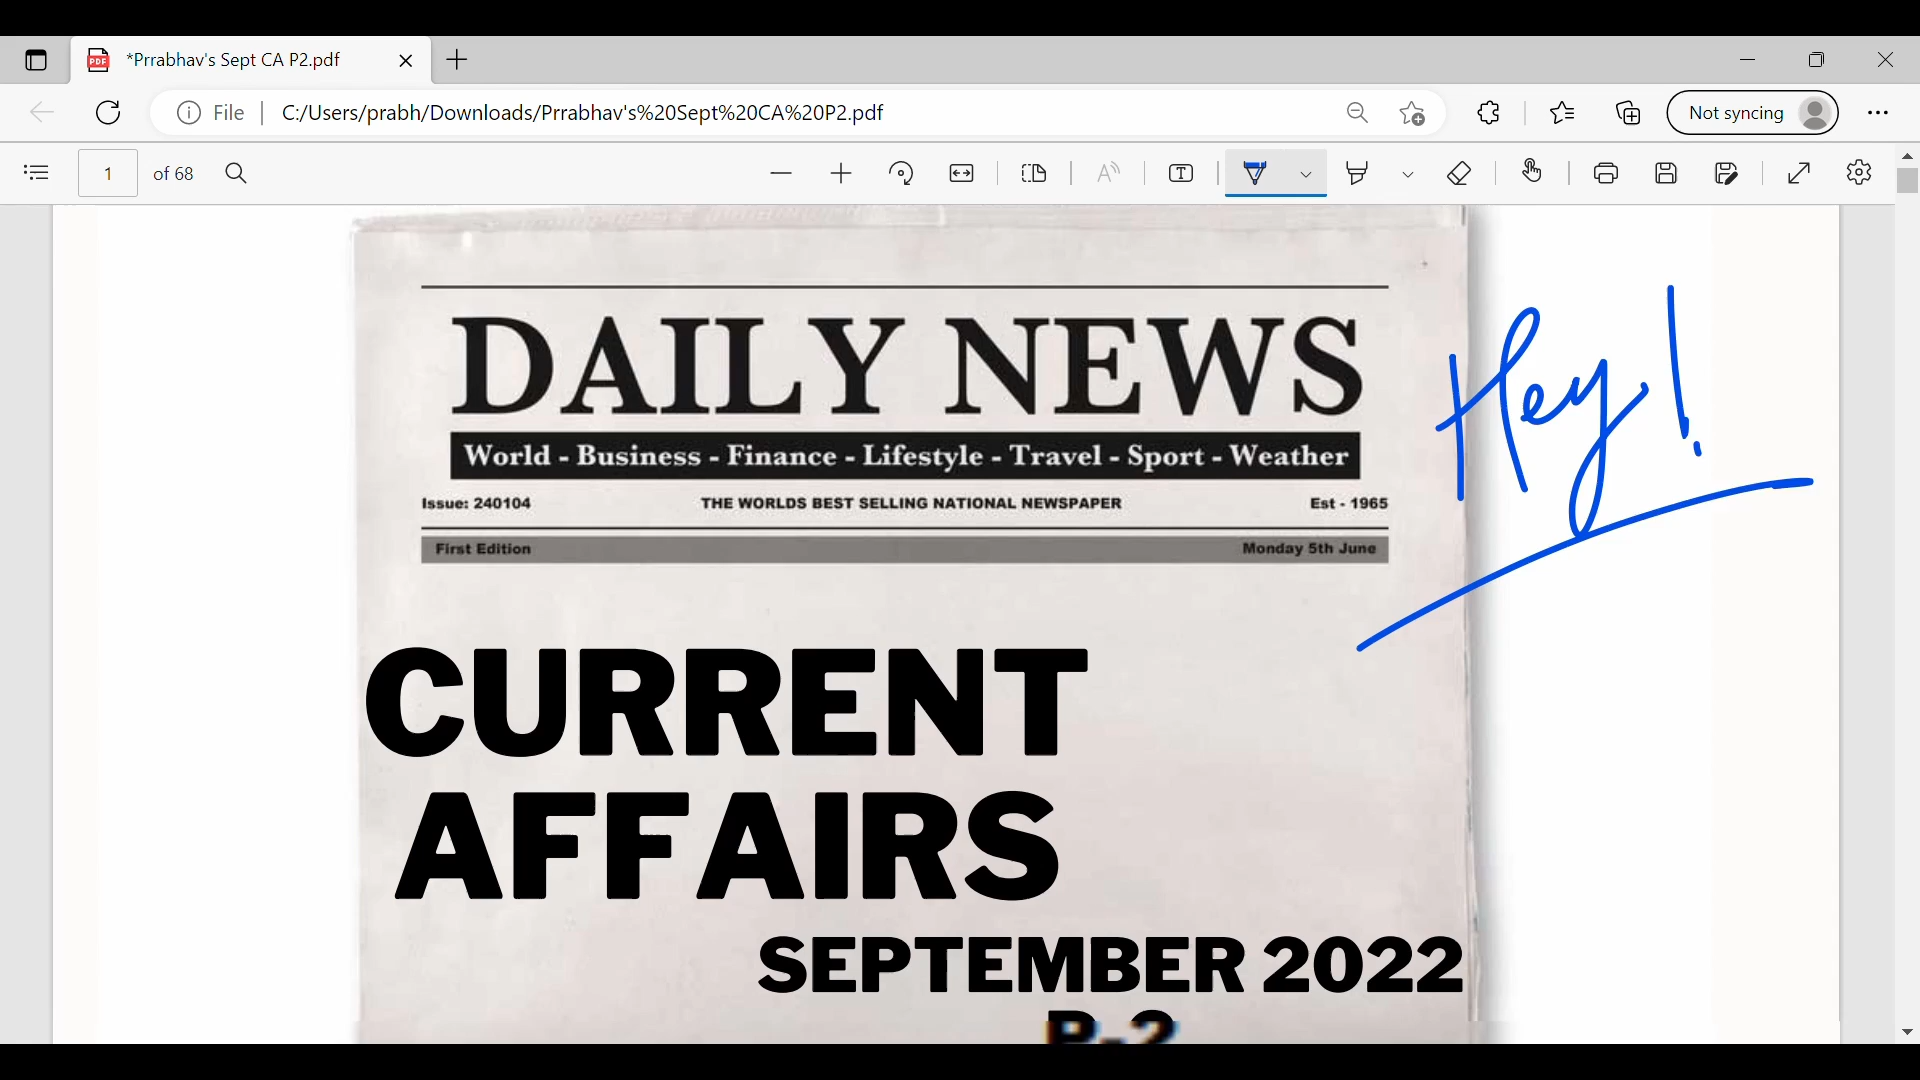 *Prrabhav's Sept CA P2.pdf
File
C:/Users/prabh/Downloads/Prrabhav's%20Sept%20CA%20P2.pdf
Not syncing
1 of 68
DAILY NEWS
Hey!
World - Business - Finance - Lifestyle - Travel - Sport - Weather
Issue: 240104 THE WORLDS BEST SELLING NATIONAL NEWSPAPER Est - 1965
First Edition Monday 5th June
CURRENT
AFFAIRS
SEPTEMBER 2022
P-2